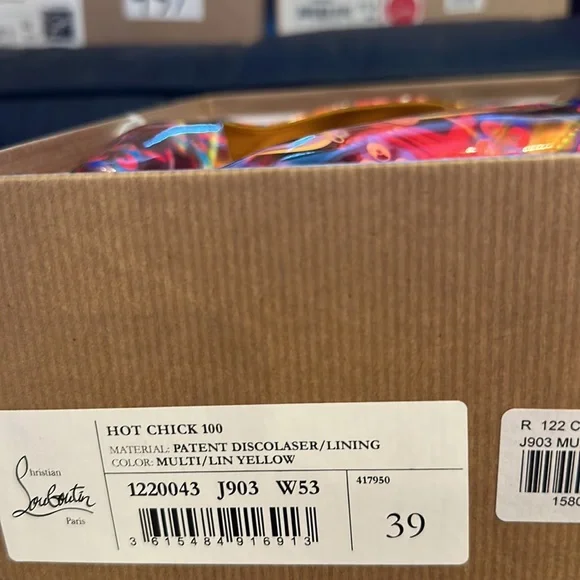 HOT CHICK 100
MATERIAL: PATENT DISCOLASER/LINING
COLOR: MULTI/LIN YELLOW
Christian
Louboutin
Paris
1220043 J903 W53
417950
39
3 615484 916913
R 122 C
J903 MU
1580